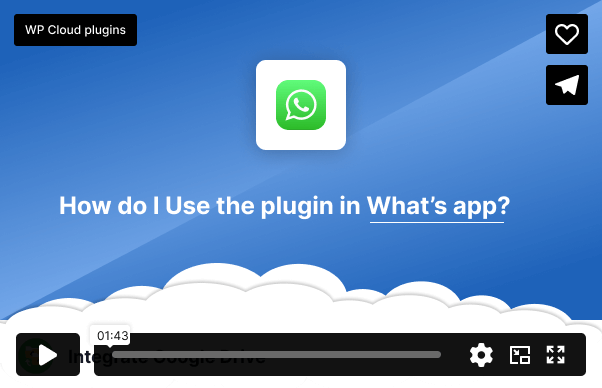 WP Cloud plugins
How do I Use the plugin in What's app?
01:43
Integrate Google Drive